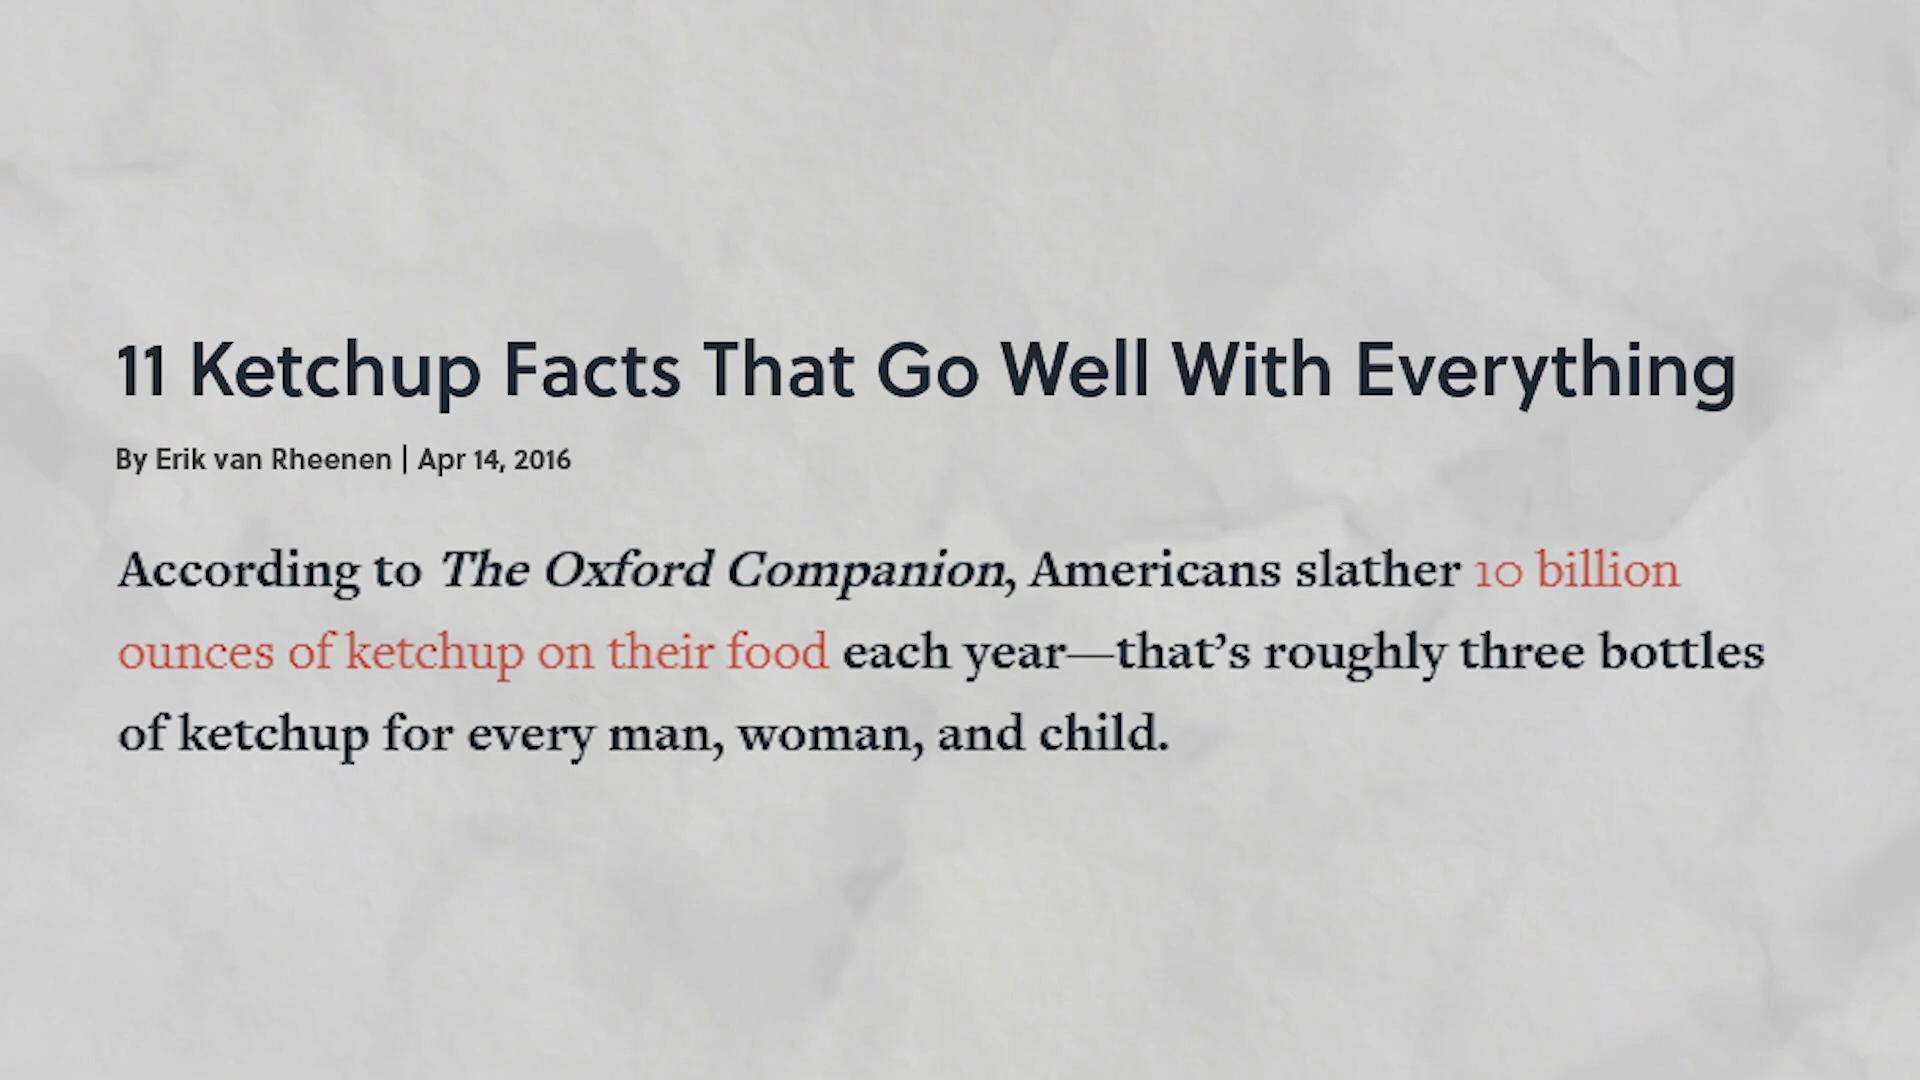 11 Ketchup Facts That Go Well With Everything
By Erik van Rheenen | Apr 14, 2016
According to The Oxford Companion, Americans slather 10 billion
ounces of ketchup on their food each year—that’s roughly three bottles
of ketchup for every man, woman, and child.